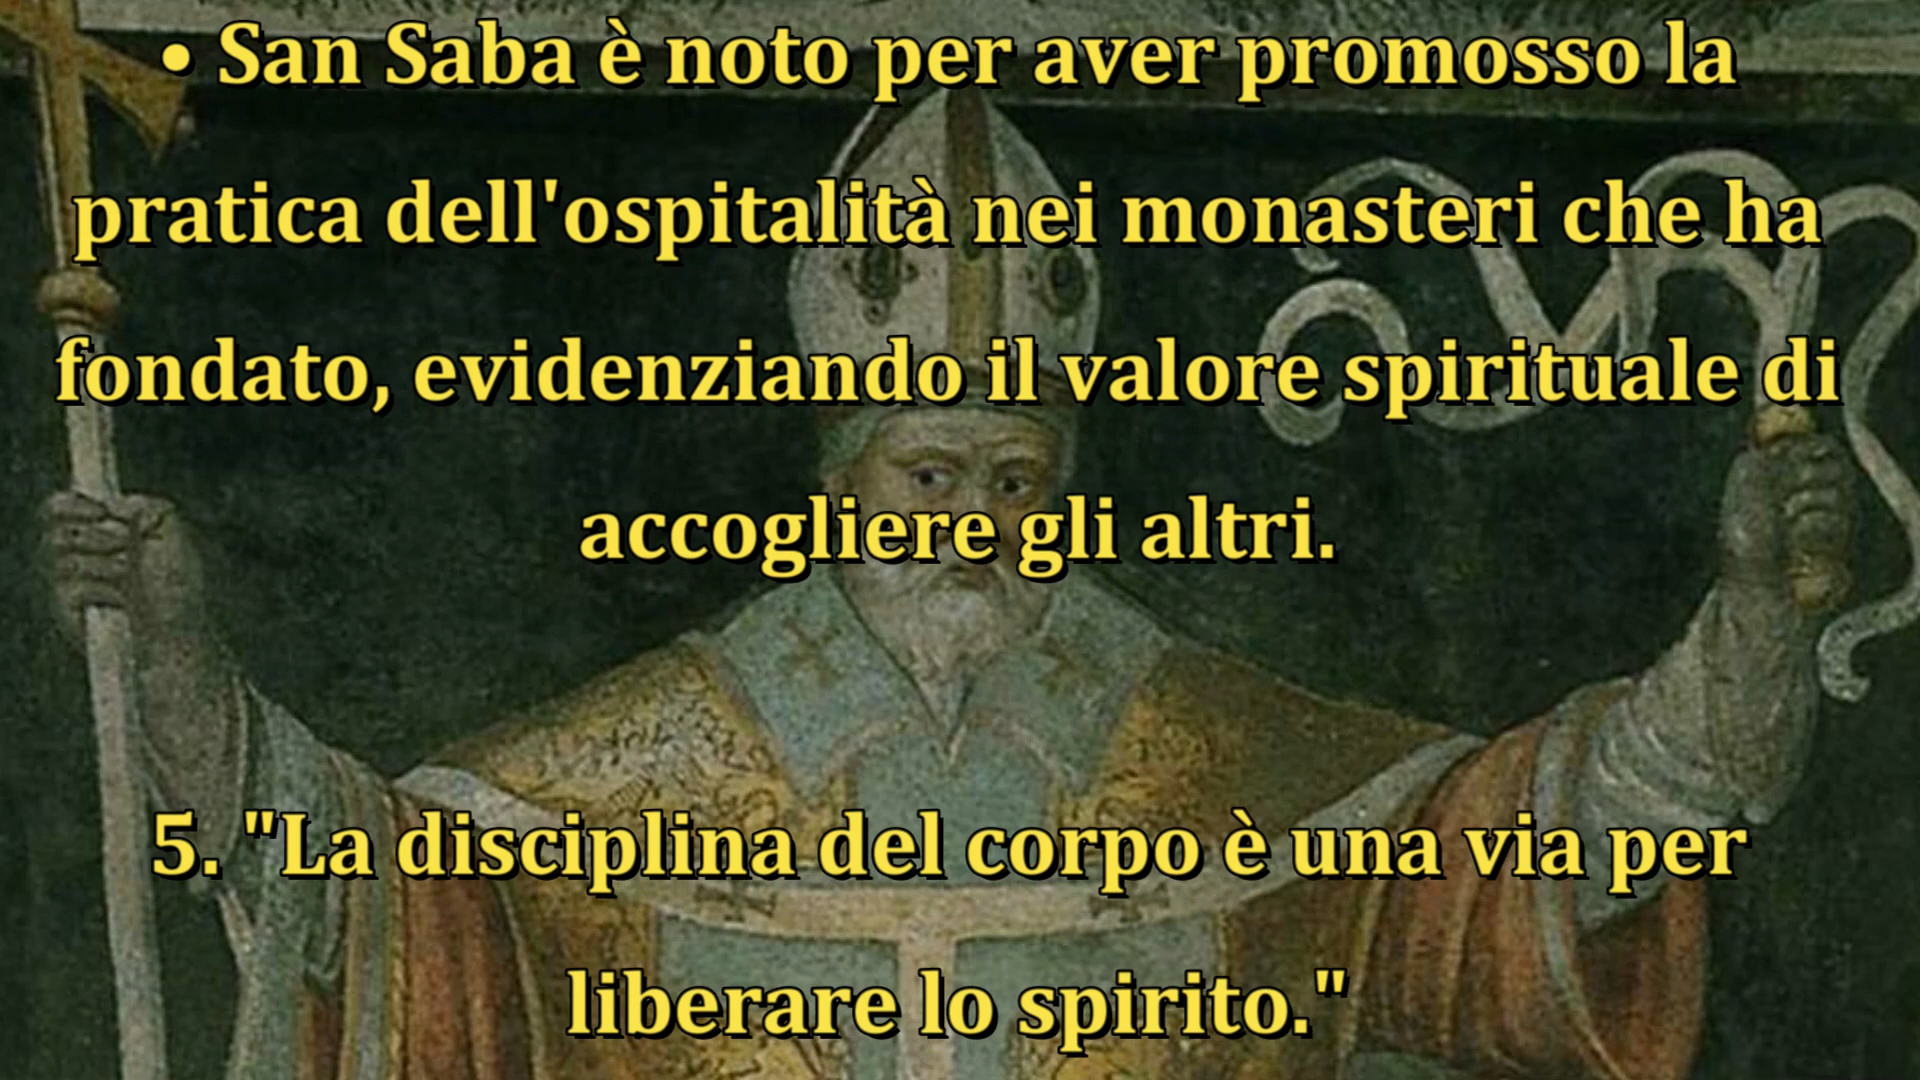 • San Saba è noto per aver promosso la
pratica dell'ospitalità nei monasteri che ha
fondato, evidenziando il valore spirituale di
accogliere gli altri.
5. "La disciplina del corpo è una via per
liberare lo spirito."